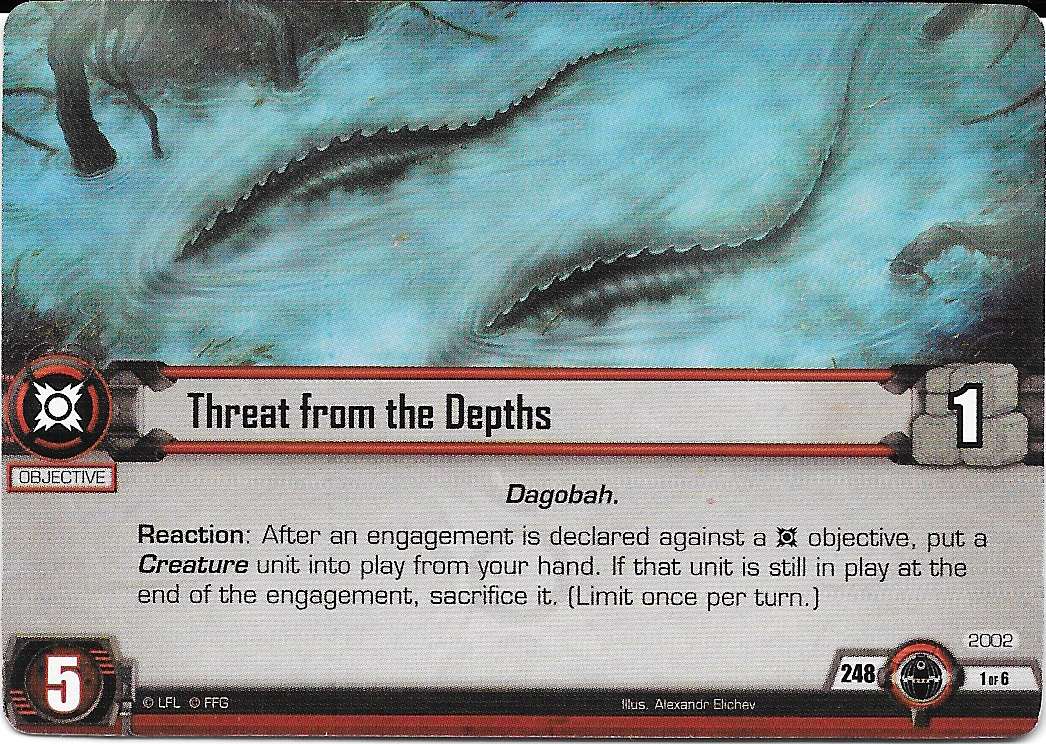 Threat from the Depths
1
OBJECTIVE
Dagobah.
Reaction: After an engagement is declared against a objective, put a
Creature unit into play from your hand. If that unit is still in play at the
end of the engagement, sacrifice it. (Limit once per turn.)
5
2002
248
1 OF 6
© LFL © FFG
Illus. Alexandr Elichev